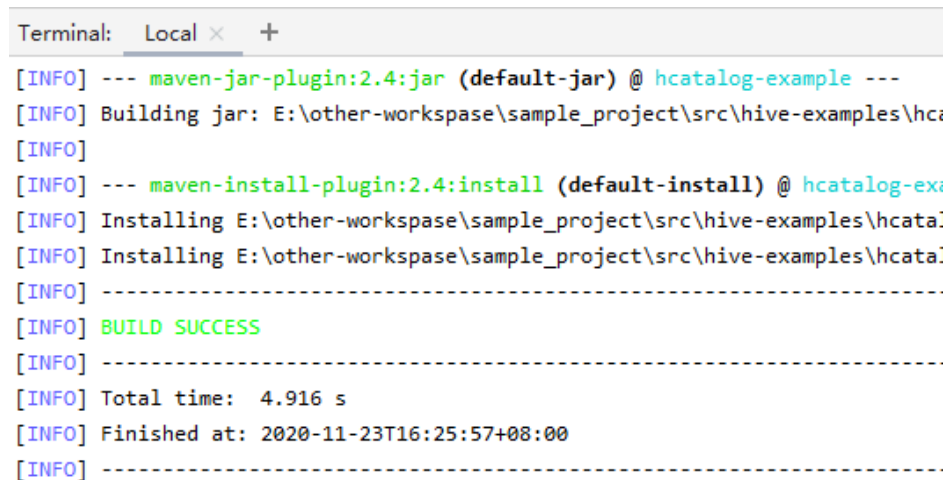 Terminal: Local × +
[INFO] --- maven-jar-plugin:2.4:jar (default-jar) @ hcatalog-example ---
[INFO] Building jar: E:\other-workspase\sample_project\src\hive-examples\hca
[INFO]
[INFO] --- maven-install-plugin:2.4:install (default-install) @ hcatalog-exa
[INFO] Installing E:\other-workspase\sample_project\src\hive-examples\hcatal
[INFO] Installing E:\other-workspase\sample_project\src\hive-examples\hcatal
[INFO] ------------------------------------------------------------------------
[INFO] BUILD SUCCESS
[INFO] ------------------------------------------------------------------------
[INFO] Total time:  4.916 s
[INFO] Finished at: 2020-11-23T16:25:57+08:00
[INFO] ------------------------------------------------------------------------